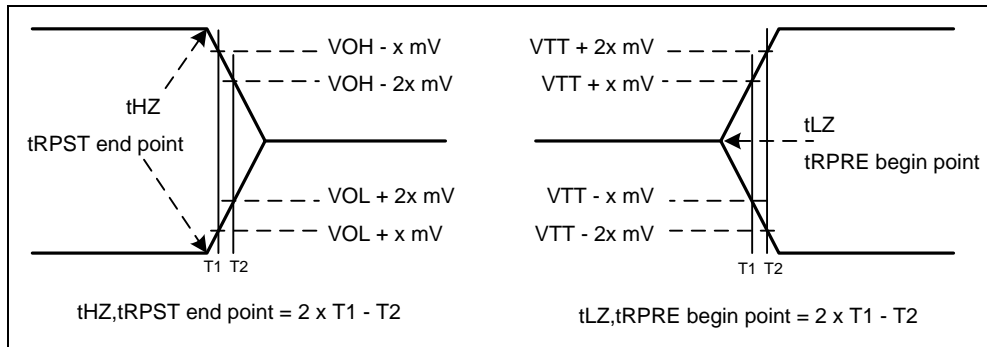 VOH - x mV
VOH - 2x mV
tHZ
tRPST end point
VOL + 2x mV
VOL + x mV
T1 T2
tHZ,tRPST end point = 2 x T1 - T2
VTT + 2x mV
VTT + x mV
tLZ
tRPRE begin point
VTT - x mV
VTT - 2x mV
T1 T2
tLZ,tRPRE begin point = 2 x T1 - T2